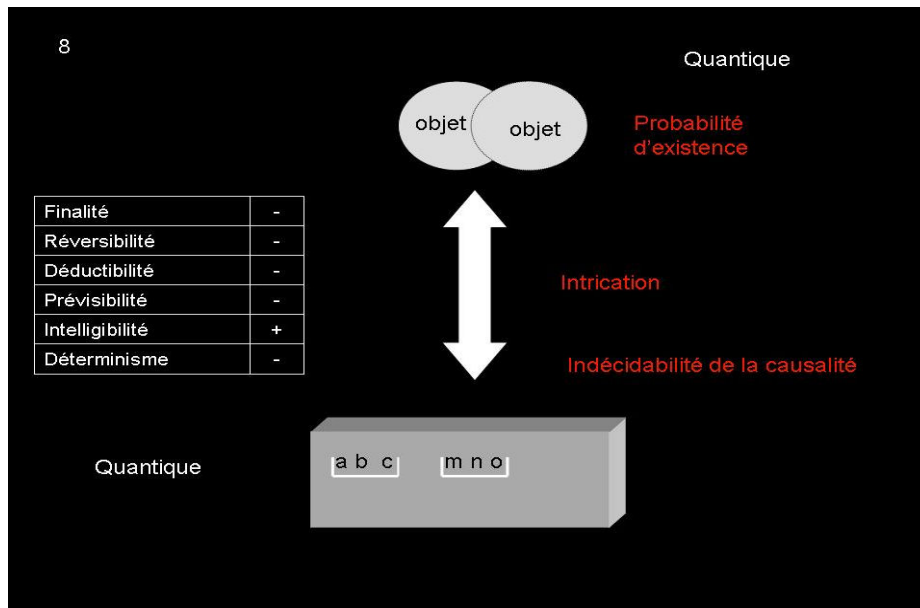 8
Quantique
objet objet
Probabilité
d'existence
Finalité -
Réversibilité -
Déductibilité -
Prévisibilité -
Intelligibilité +
Déterminisme -
Intrication
Indécidabilité de la causalité
Quantique
a b c m n o